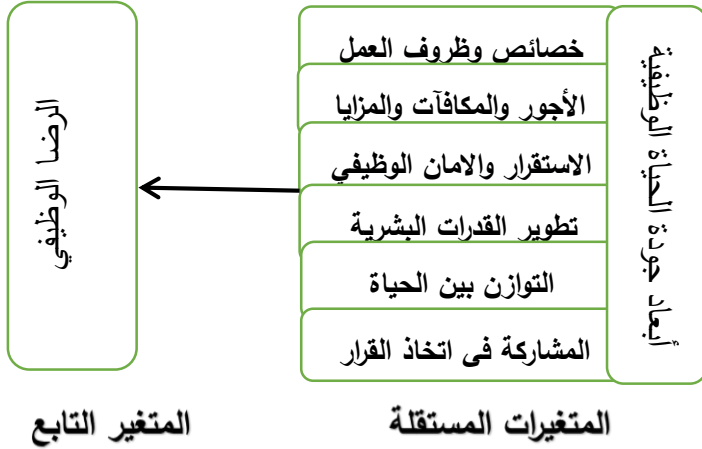 أبعاد جودة الحياة الوظيفية
خصائص وظروف العمل
الأجور والمكافآت والمزايا
الاستقرار والامان الوظيفي
تطوير القدرات البشرية
التوازن بين الحياة
المشاركة فى اتخاذ القرار
الرضا الوظيفي
المتغيرات المستقلة
المتغير التابع